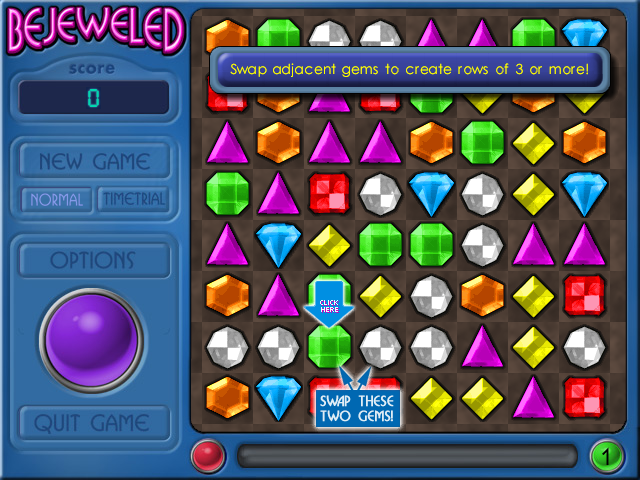 BEJEWELED
score
0
Swap adjacent gems to create rows of 3 or more!
NEW GAME
NORMAL TIMETRIAL
OPTIONS
CLICK
HERE
SWAP THESE
TWO GEMS!
QUIT GAME
1